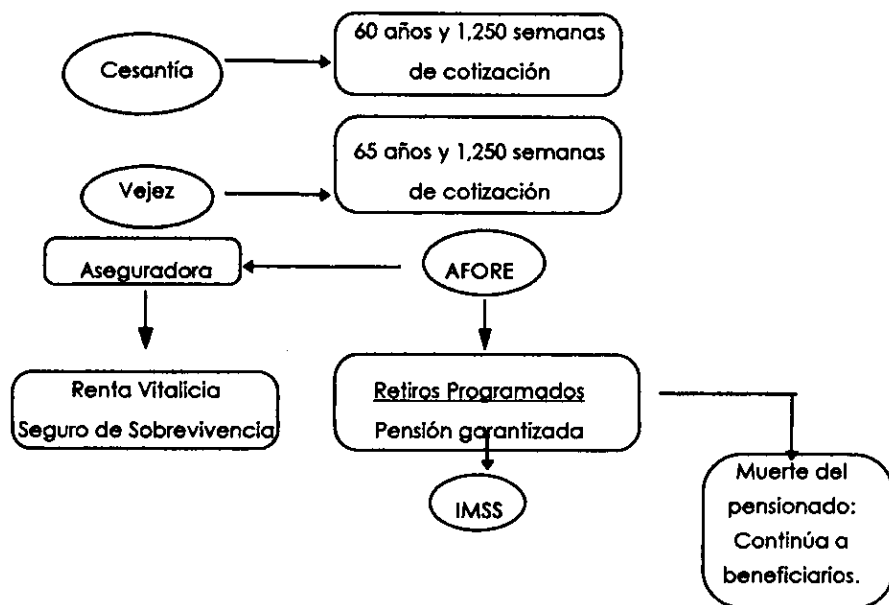 60 años y 1,250 semanas
de cotización
Cesantía
65 años y 1,250 semanas
de cotización
Vejez
Aseguradora
AFORE
Renta Vitalicia
Seguro de Sobrevivencia
Retiros Programados
Pensión garantizada
IMSS
Muerte del
pensionado:
Continúa a
beneficiarios.